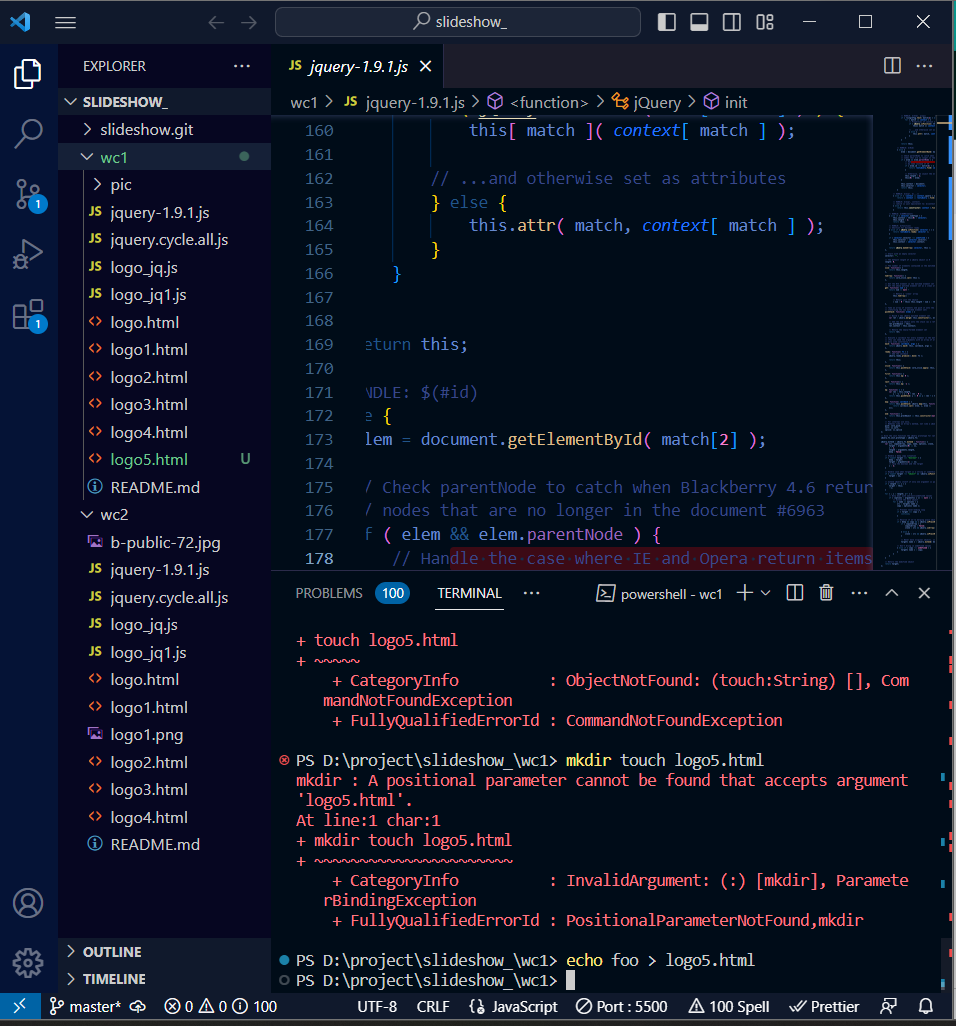 slideshow_
EXPLORER
SLIDESHOW_
slideshow.git
wc1
pic
jquery-1.9.1.js
jquery.cycle.all.js
logo_jq.js
logo_jq1.js
logo.html
logo1.html
logo2.html
logo3.html
logo4.html
logo5.html U
README.md
wc2
b-public-72.jpg
jquery-1.9.1.js
jquery.cycle.all.js
logo_jq.js
logo_jq1.js
logo.html
logo1.html
logo1.png
logo2.html
logo3.html
logo4.html
README.md
OUTLINE
TIMELINE
1
1
JS jquery-1.9.1.js
wc1 > JS jquery-1.9.1.js > <function> > jQuery > init
160 this[ match ]( context[ match ] );
161
162 // ...and otherwise set as attributes
163 } else {
164 this.attr( match, context[ match ] );
165 }
166 }
167
168
169 eturn this;
170
171 NDLE: $(#id)
172 e {
173 lem = document.getElementById( match[2] );
174
175 / Check parentNode to catch when Blackberry 4.6 retur
176 / nodes that are no longer in the document #6963
177 f ( elem && elem.parentNode ) {
178 // Handle the case where IE and Opera return items
PROBLEMS 100 TERMINAL powershell - wc1
+ touch logo5.html
+ ~~~~~
+ CategoryInfo : ObjectNotFound: (touch:String) [], Com
mandNotFoundException
+ FullyQualifiedErrorId : CommandNotFoundException
PS D:\project\slideshow_\wc1> mkdir touch logo5.html
mkdir : A positional parameter cannot be found that accepts argument
'logo5.html'.
At line:1 char:1
+ mkdir touch logo5.html
+ ~~~~~~~~~~~~~~~~~~~~~~
+ CategoryInfo : InvalidArgument: (:) [mkdir], Paramete
rBindingException
+ FullyQualifiedErrorId : PositionalParameterNotFound,mkdir
PS D:\project\slideshow_\wc1> echo foo > logo5.html
PS D:\project\slideshow_\wc1>
master* 0 0 100 UTF-8 CRLF {} JavaScript Port : 5500 100 Spell Prettier